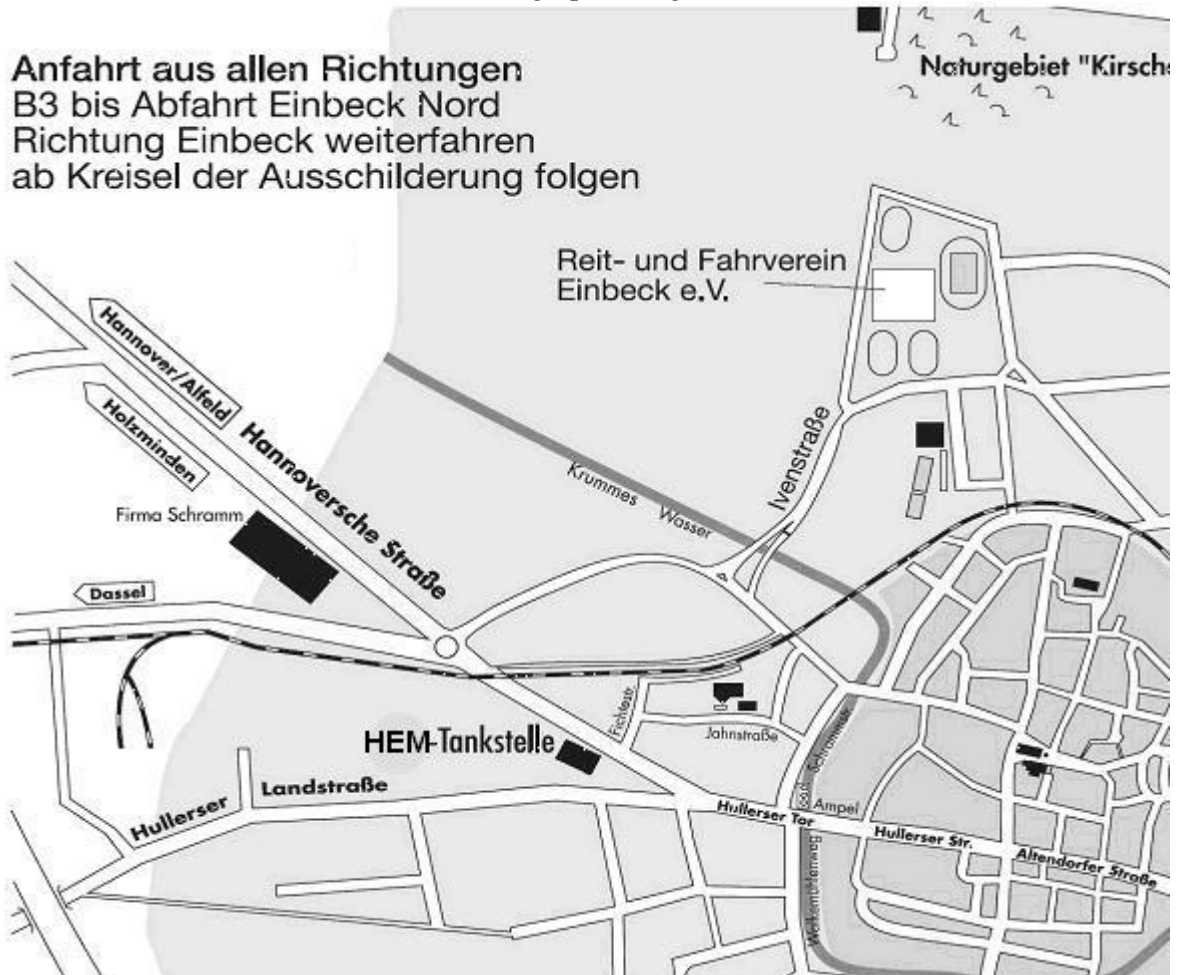 Anfahrt aus allen Richtungen
B3 bis Abfahrt Einbeck Nord
Richtung Einbeck weiterfahren
ab Kreisel der Ausschilderung folgen
Naturgebiet "Kirsch
Reit- und Fahrverein
Einbeck e.V.
Hannover/Alfeld
Holzminden
Hannoversche Straße
Firma Schramm
Krummes Wasser
Ivenstraße
Dassel
Fichtestr.
Jahnstraße
HEM-Tankstelle
Hullerser Landstraße
Hullerser Tor
Ampel
Hullerser Str.
Altendorfer Straße
Walkemühlenweg